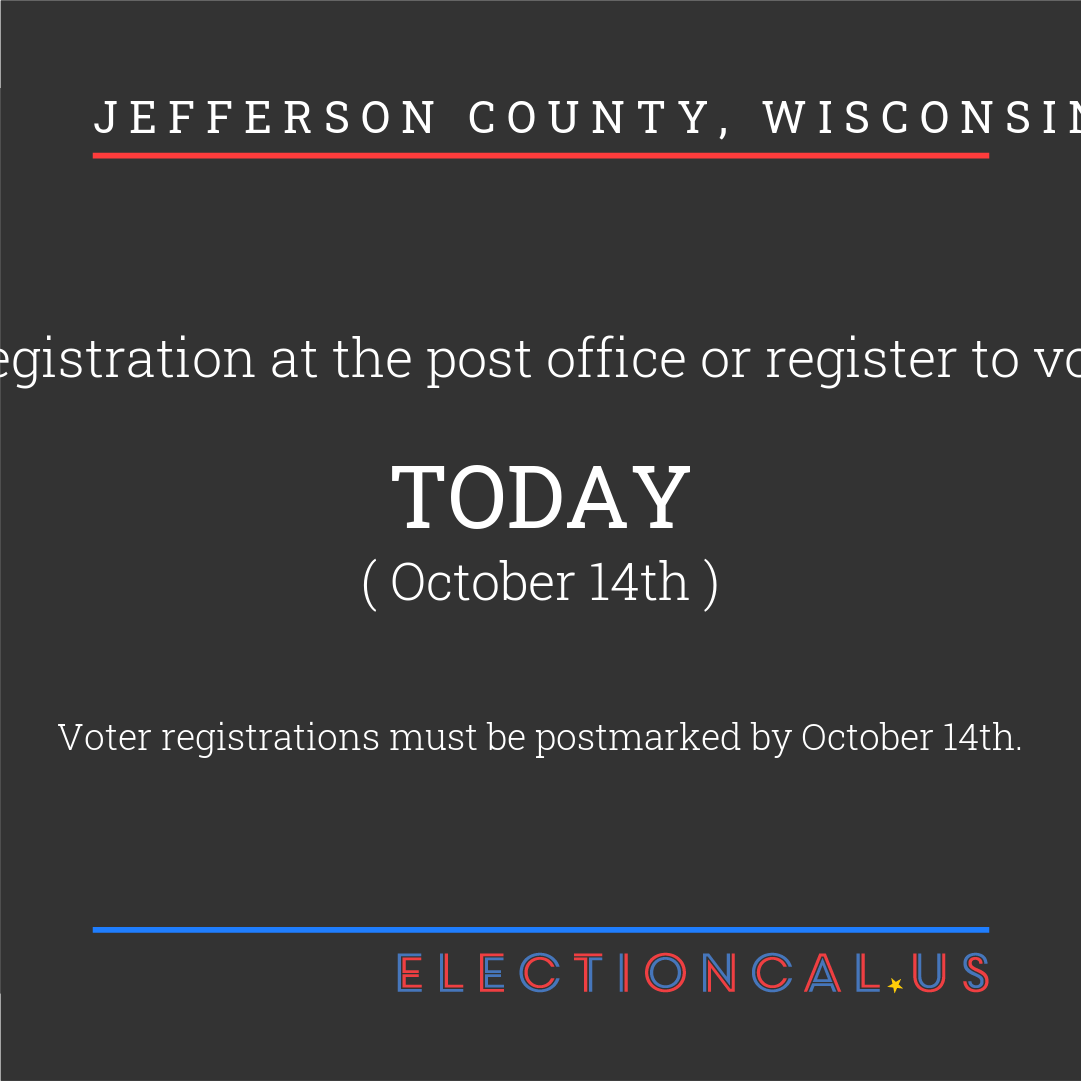 JEFFERSON COUNTY, WISCONSIN
egistration at the post office or register to vo
TODAY
( October 14th )
Voter registrations must be postmarked by October 14th.
ELECTIONCAL.US